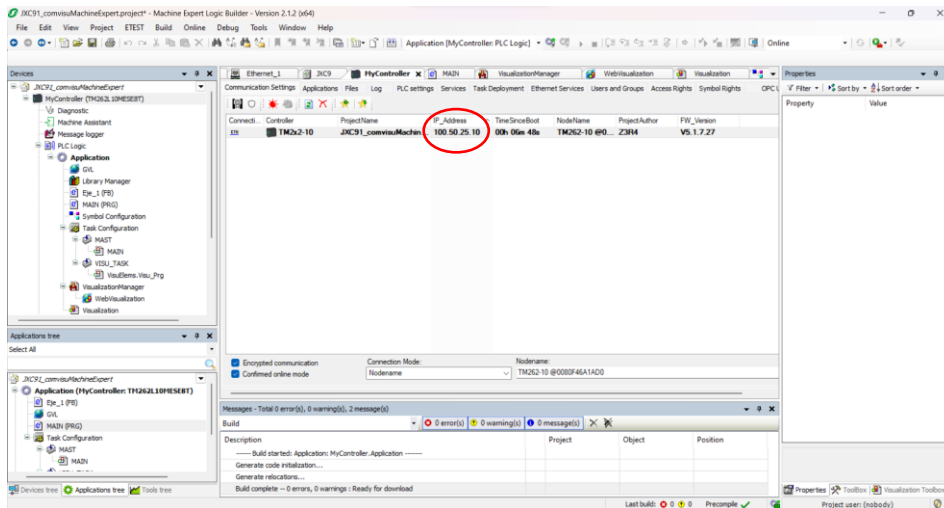 JXC91_comvisuMachineExpert.project* - Machine Expert Logic Builder - Version 2.1.2 (x64)
File Edit View Project ETEST Build Online Debug Tools Window Help
Application [MyController: PLC Logic]
Online
Devices
JXC91_comvisuMachineExpert
MyController (TM262L10MESE8T)
Diagnostic
Machine Assistant
Message logger
PLC Logic
Application
GVL
Library Manager
Eje_1 (FB)
MAIN (PRG)
Symbol Configuration
Task Configuration
MAST
MAIN
VISU_TASK
VisuElems.Visu_Prg
VisualizationManager
WebVisualization
Visualization
Applications tree
Select All
JXC91_comvisuMachineExpert
Application (MyController: TM262L10MESE8T)
Eje_1 (FB)
GVL
MAIN (PRG)
Task Configuration
MAST
MAIN
Devices tree Applications tree Tools tree
Ethernet_1 JXC9 MyController MAIN VisualizationManager WebVisualization Visualization
Communication Settings Applications Files Log PLC settings Services Task Deployment Ethernet Services Users and Groups Access Rights Symbol Rights OPC U
Connecti... Controller ProjectName IP_Address TimeSinceBoot NodeName ProjectAuthor FW_Version
ETH TM2x2-10 JXC91_comvisuMachin... 100.50.25.10 00h 06m 48s TM262-10 @0... Z3R4 V5.1.7.27
Encrypted communication
Confirmed online mode
Connection Mode:
Nodename
Nodename:
TM262-10 @0080F46A1AD0
Messages - Total 0 error(s), 0 warning(s), 2 message(s)
Build
0 error(s) 0 warning(s) 0 message(s)
Description Project Object Position
------ Build started: Application: MyController.Application -------
Generate code initialization...
Generate relocations...
Build complete -- 0 errors, 0 warnings : Ready for download
Properties
Filter Sort by Sort order
Property Value
Properties ToolBox Visualization Toolbox
Last build: 0 0 Precompile
Project user: (nobody)